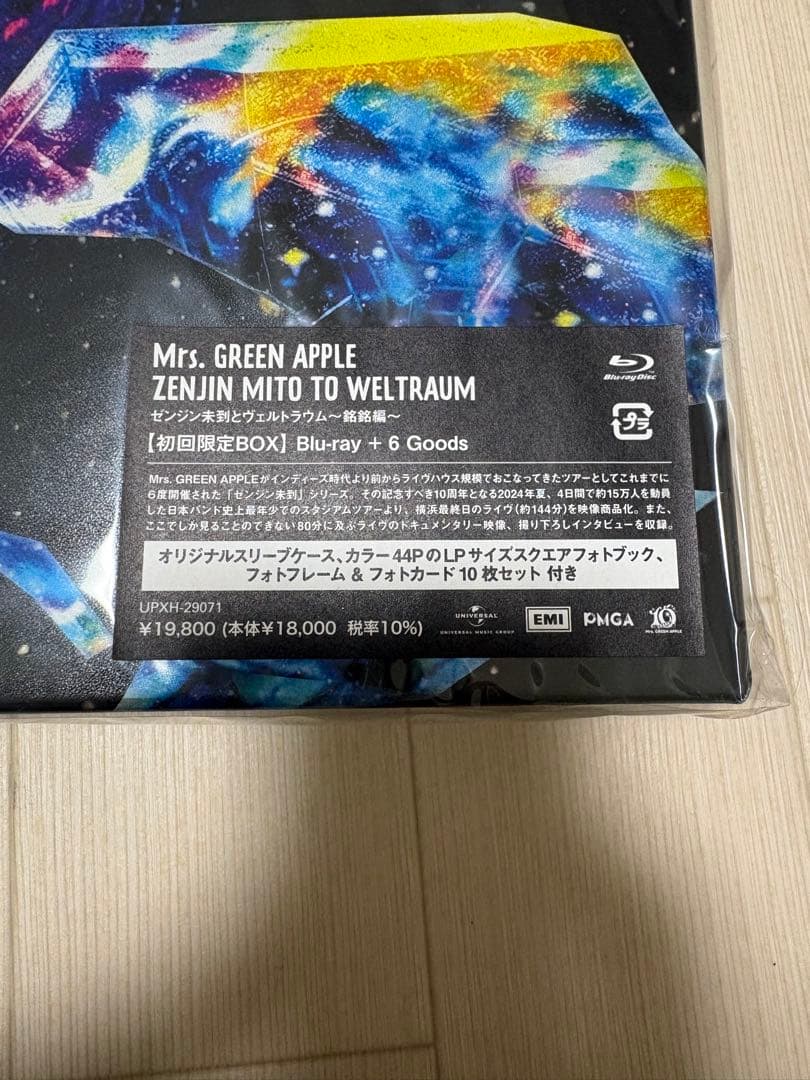 Mrs. GREEN APPLE
ZENJIN MITO TO WELTRAUM
ゼンジン未到とヴェルトラウム～銘銘編～
【初回限定BOX】 Blu-ray + 6 Goods
Blu-ray Disc
プラ
Mrs. GREEN APPLEがインディーズ時代より前からライヴハウス規模でおこなってきたツアーとしてこれまでに
6度開催された「ゼンジン未到」シリーズ。その記念すべき10周年となる2024年夏、4日間で約15万人を動員
した日本バンド史上最年少でのスタジアムツアーより、横浜最終日のライヴ(約144分)を映像商品化。また、
ここでしか見ることのできない80分に及ぶライヴのドキュメンタリー映像、撮り下ろしインタビューを収録。
オリジナルスリーブケース、カラー44PのLPサイズスクエアフォトブック、
フォトフレーム & フォトカード10枚セット 付き
UPXH-29071
¥19,800 (本体¥18,000 税率10%)
UNIVERSAL
UNIVERSAL MUSIC GROUP
EMI
PMGA
10
Mrs. GREEN APPLE